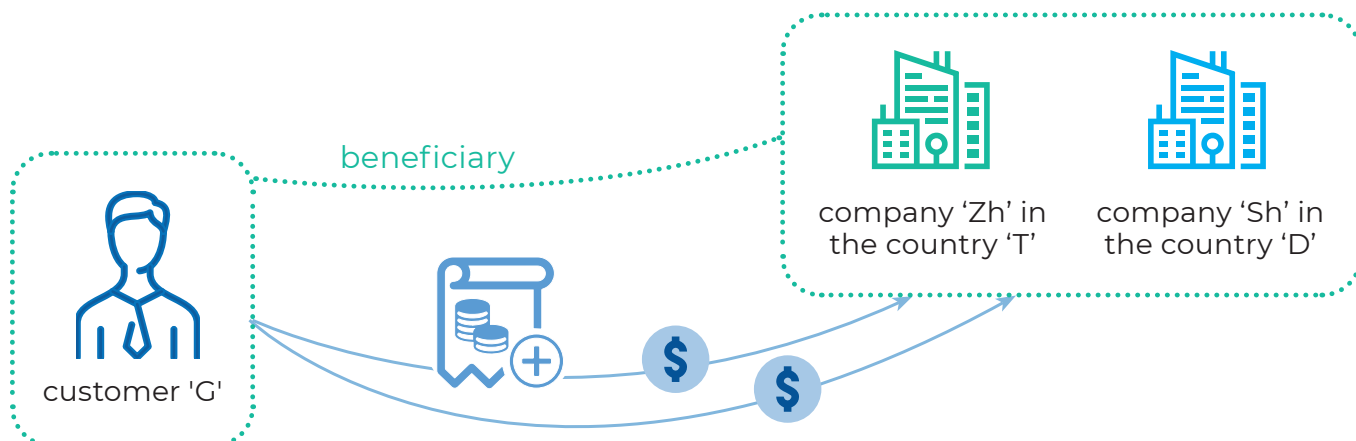 beneficiary
company ‘Zh’ in
the country ‘T’
company ‘Sh’ in
the country ‘D’
$
$
customer 'G'